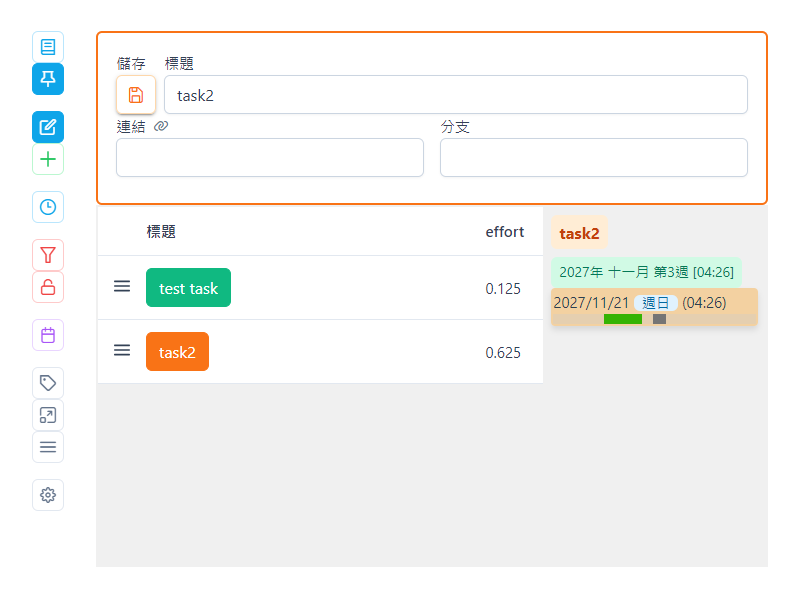 儲存 標題
task2
連結 分支
標題 effort
test task 0.125
task2 0.625
task2
2027年 十一月 第3週 [04:26]
2027/11/21 週日 (04:26)